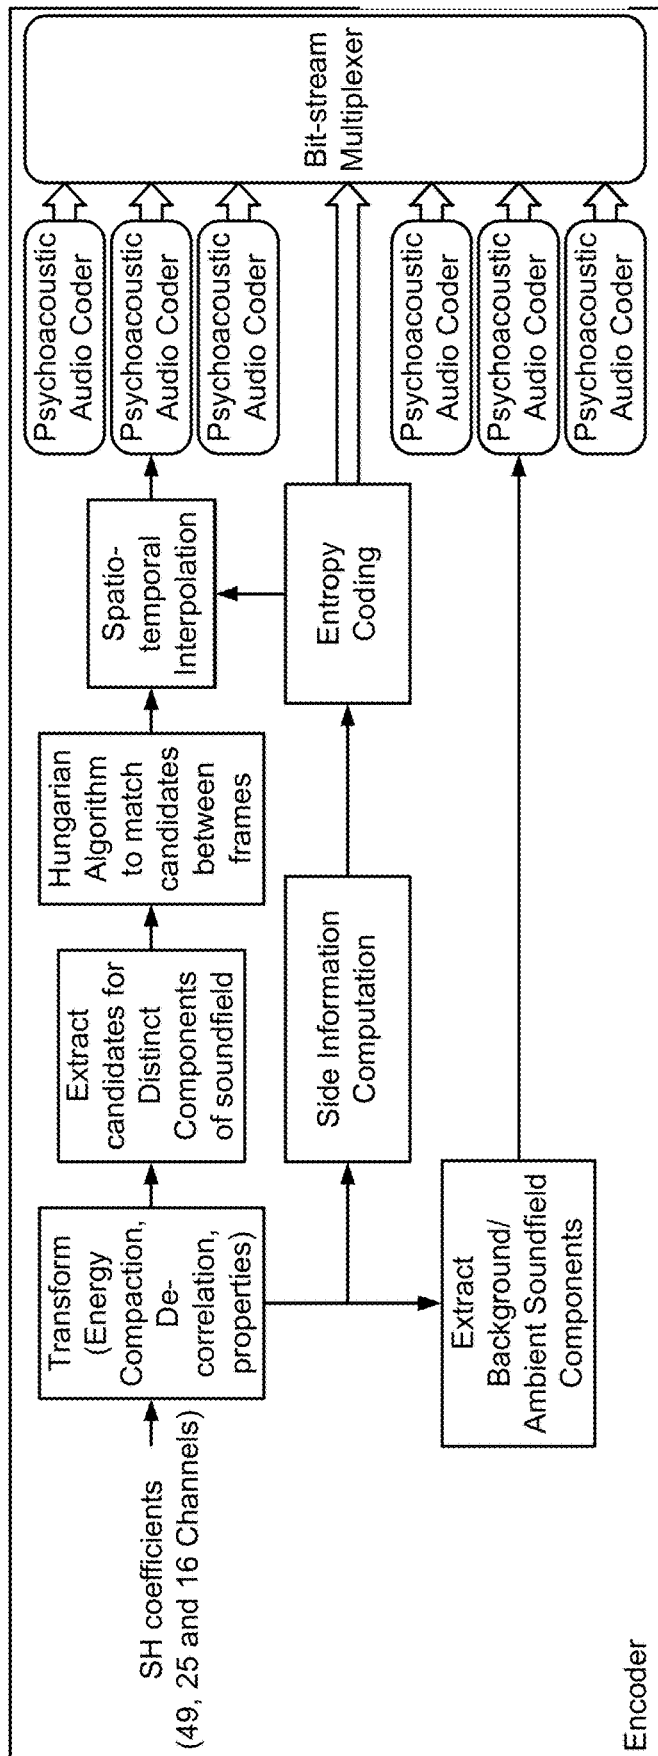 SH coefficients
(49, 25 and 16 Channels)
Transform
(Energy
Compaction,
De-
correlation,
properties)
Extract
candidates for
Distinct
Components
of soundfield
Hungarian
Algorithm
to match
candidates
between
frames
Spatio-
temporal
Interpolation
Psychoacoustic
Audio Coder
Psychoacoustic
Audio Coder
Psychoacoustic
Audio Coder
Side Information
Computation
Entropy
Coding
Bit-stream
Multiplexer
Extract
Background/
Ambient Soundfield
Components
Psychoacoustic
Audio Coder
Psychoacoustic
Audio Coder
Psychoacoustic
Audio Coder
Encoder